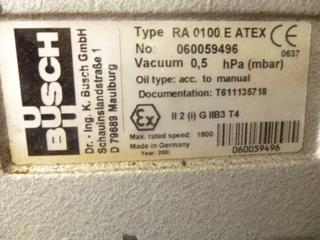 BUSCH
Dr. - Ing. K. Busch GmbH
Schauinslandstraße 1
D 79689 Maulburg
Type RA 0100 E ATEX
No: 060059496
0637
Vacuum 0,5 hPa (mbar)
Oil type: acc. to manual
Documentation: T611135718
Ex II 2 (i) G IIB3 T4
Max. rated speed: 1800
Made in Germany
Year:
060059496